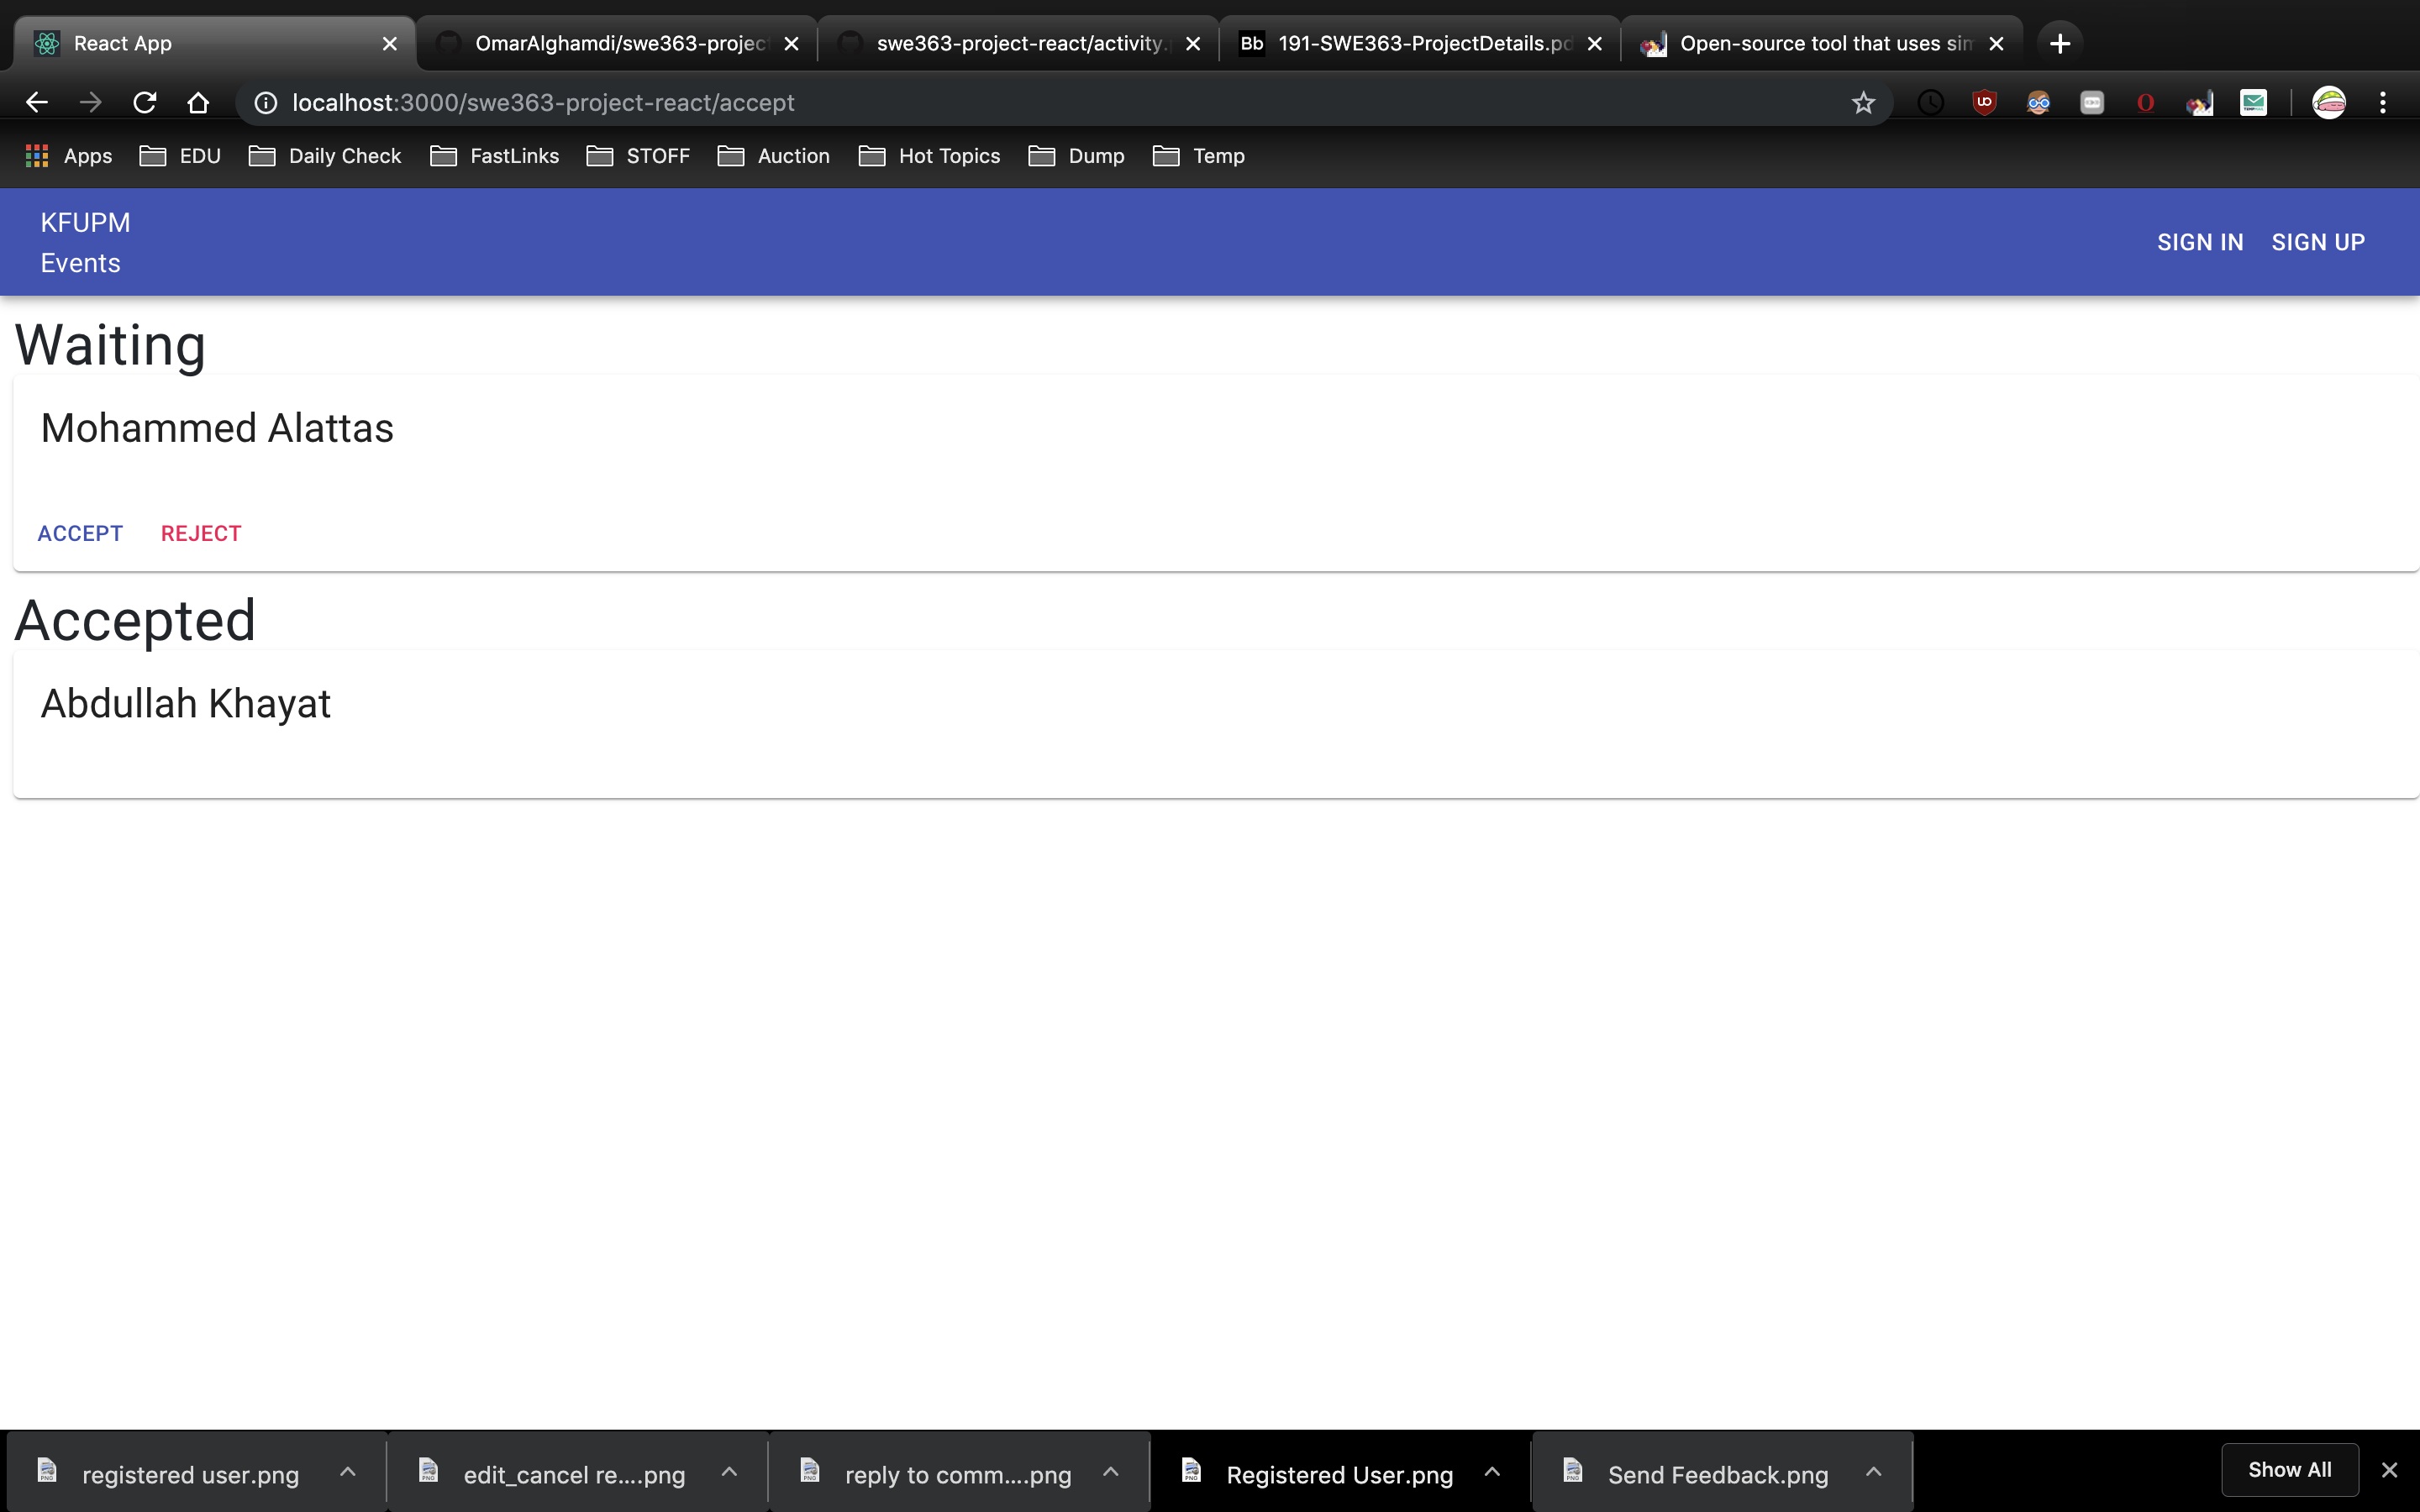 React App
OmarAlghamdi/swe363-projec
swe363-project-react/activity.
Bb 191-SWE363-ProjectDetails.pd
Open-source tool that uses sim
localhost:3000/swe363-project-react/accept
Apps EDU Daily Check FastLinks STOFF Auction Hot Topics Dump Temp
KFUPM
Events
SIGN IN SIGN UP
Waiting
Mohammed Alattas
ACCEPT REJECT
Accepted
Abdullah Khayat
registered user.png
edit_cancel re....png
reply to comm....png
Registered User.png
Send Feedback.png
Show All